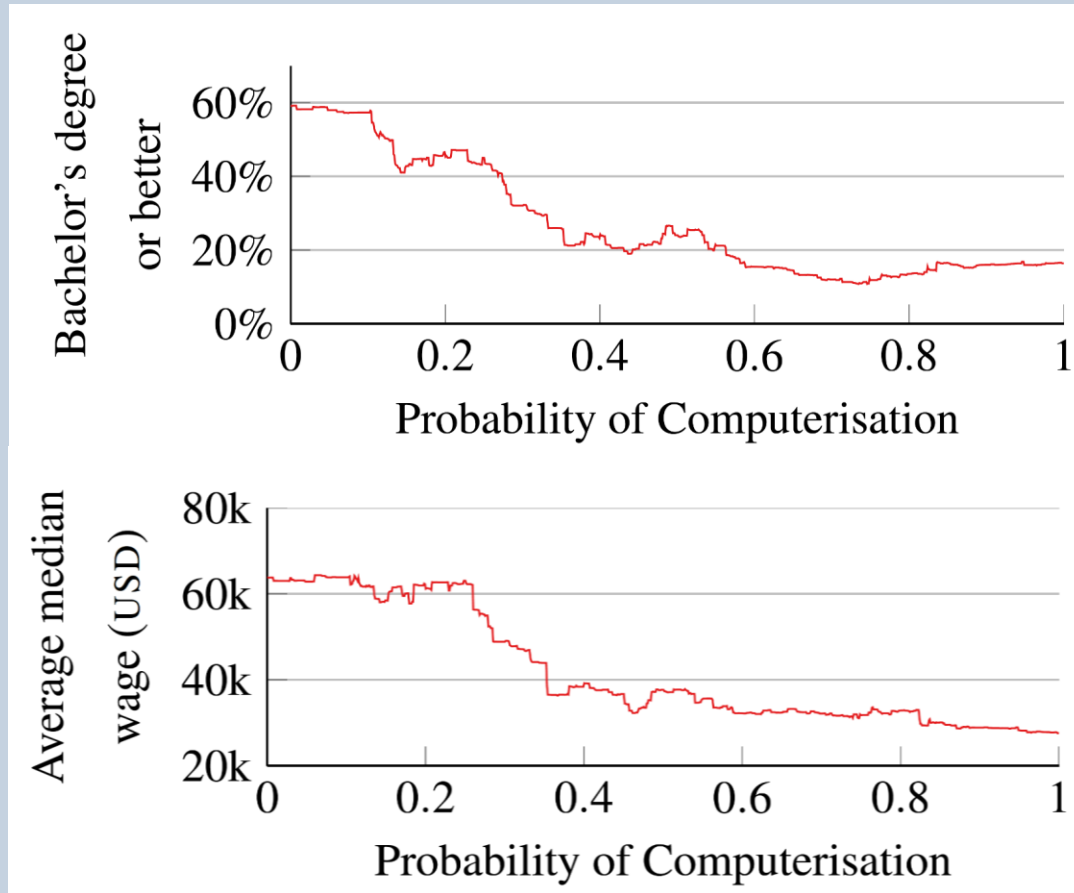 Bachelor's degree
or better
60%
40%
20%
0%
0 0.2 0.4 0.6 0.8 1
Probability of Computerisation
Average median
wage (USD)
80k
60k
40k
20k
0 0.2 0.4 0.6 0.8 1
Probability of Computerisation